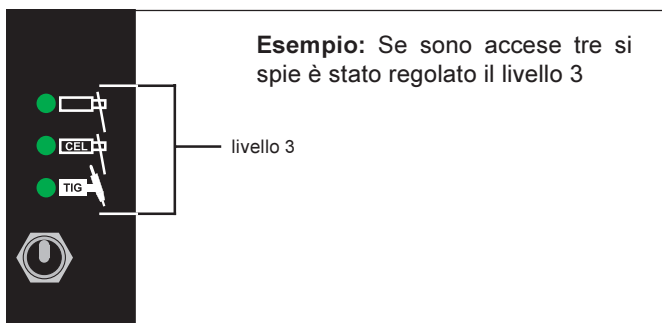 Esempio: Se sono accese tre si
spie è stato regolato il livello 3
CEL
livello 3
TIG